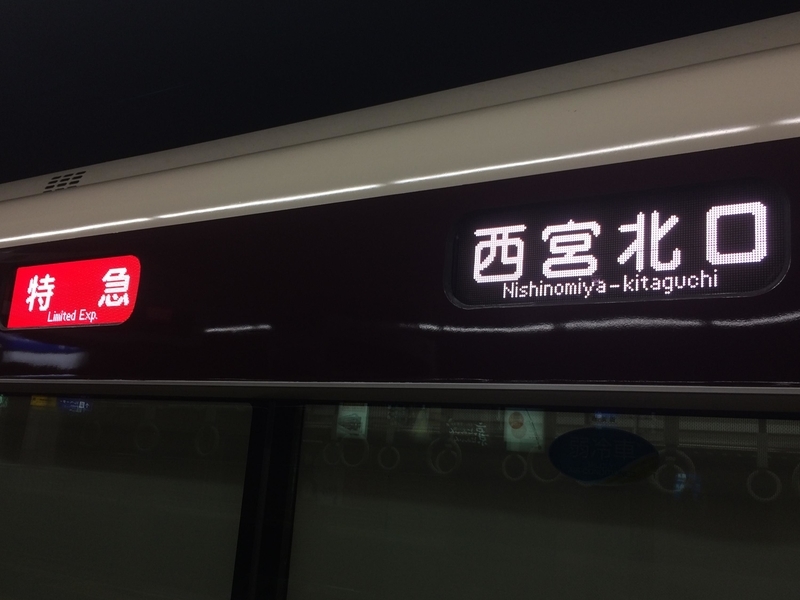 特急
Limited Exp.
西宮北口
Nishinomiya-kitaguchi